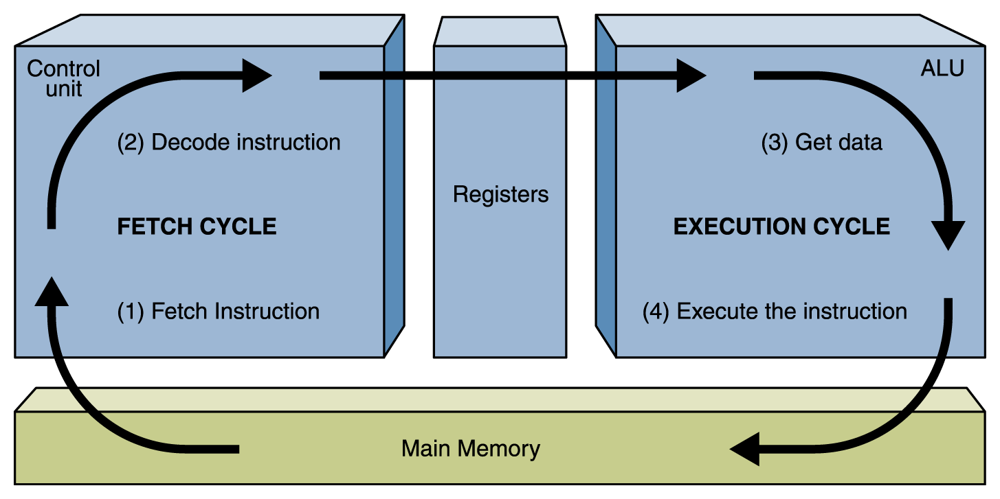 Control
unit
ALU
(2) Decode instruction
(3) Get data
Registers
FETCH CYCLE
EXECUTION CYCLE
(1) Fetch Instruction
(4) Execute the instruction
Main Memory